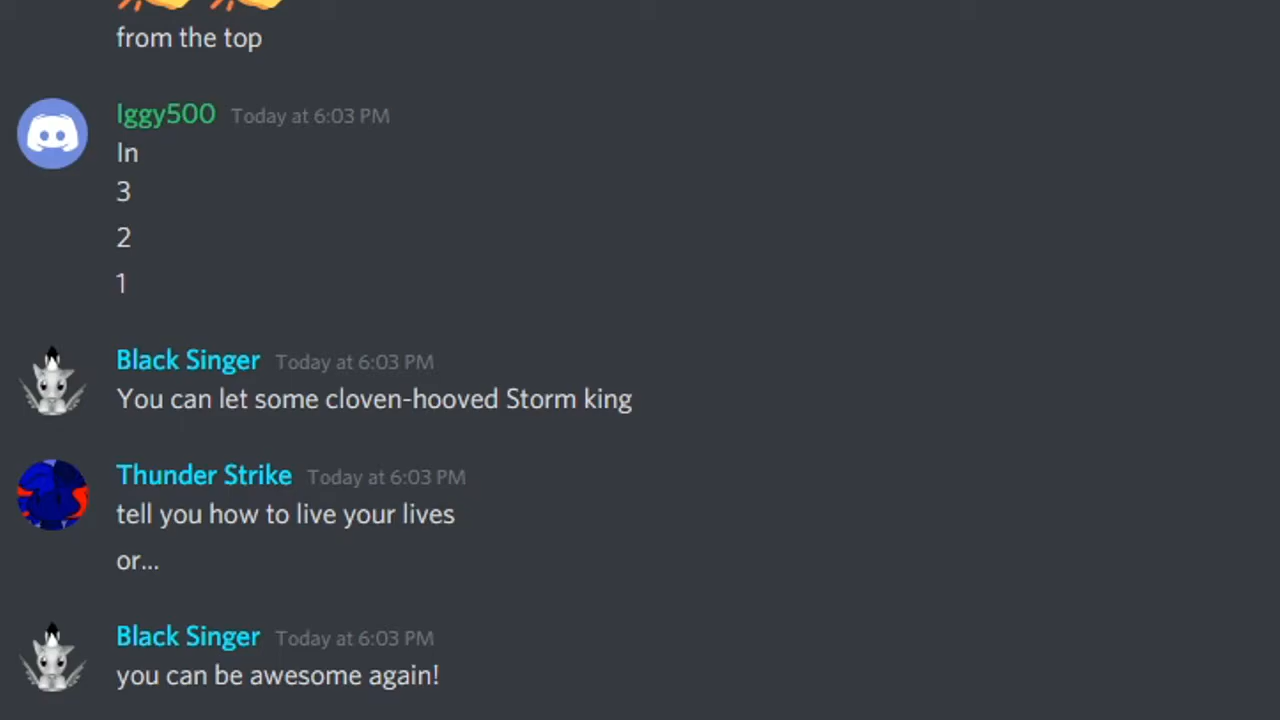 from the top
Iggy500 Today at 6:03 PM
In
3
2
1
Black Singer Today at 6:03 PM
You can let some cloven-hooved Storm king
Thunder Strike Today at 6:03 PM
tell you how to live your lives
or...
Black Singer Today at 6:03 PM
you can be awesome again!